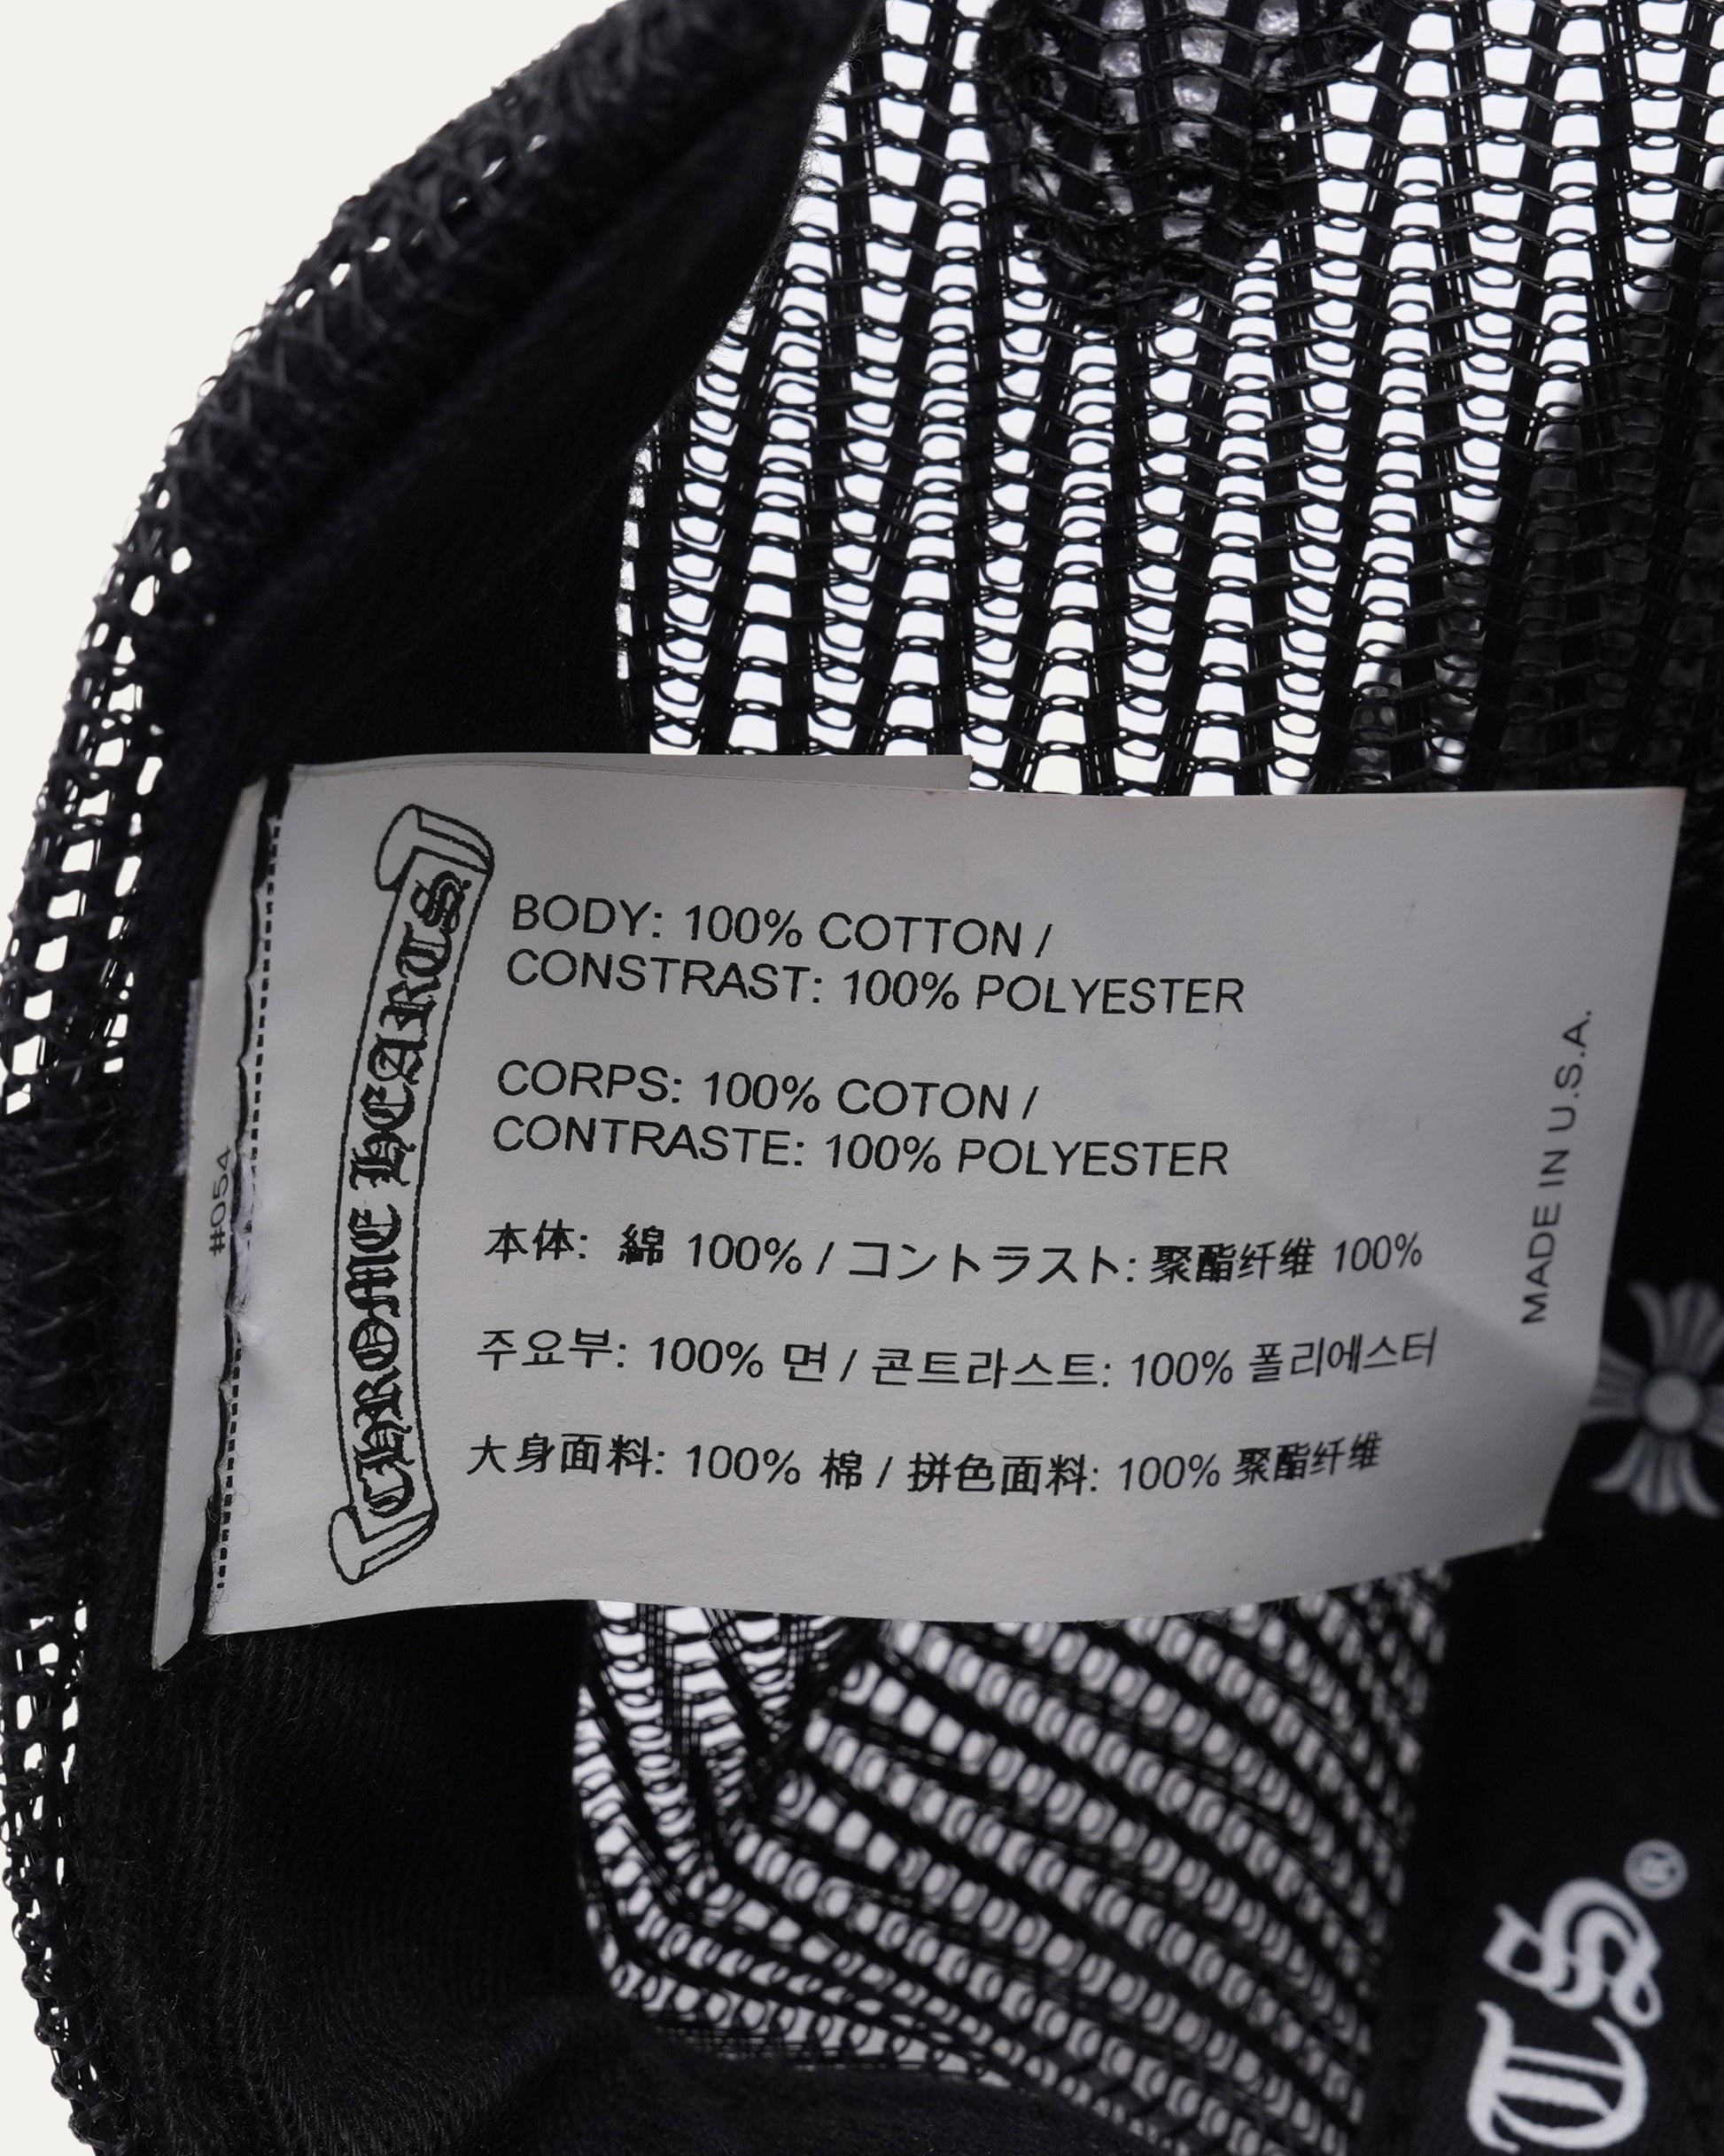 CHROME HEARTS
BODY: 100% COTTON /
CONSTRAST: 100% POLYESTER
CORPS: 100% COTON /
CONTRASTE: 100% POLYESTER
本体: 綿 100% / コントラスト: 聚酯纤维 100%
주요부: 100% 면 / 콘트라스트: 100% 폴리에스터
大身面料: 100% 棉 / 拼色面料: 100% 聚酯纤维
MADE IN U.S.A.
#054
TS®